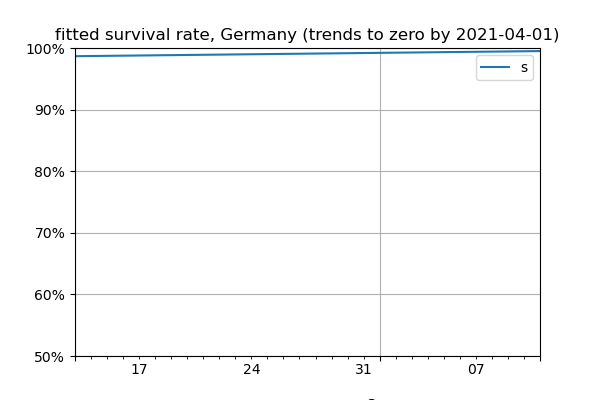 fitted survival rate, Germany (trends to zero by 2021-04-01)
100%
s
90%
80%
70%
60%
50%
17 24 31 07